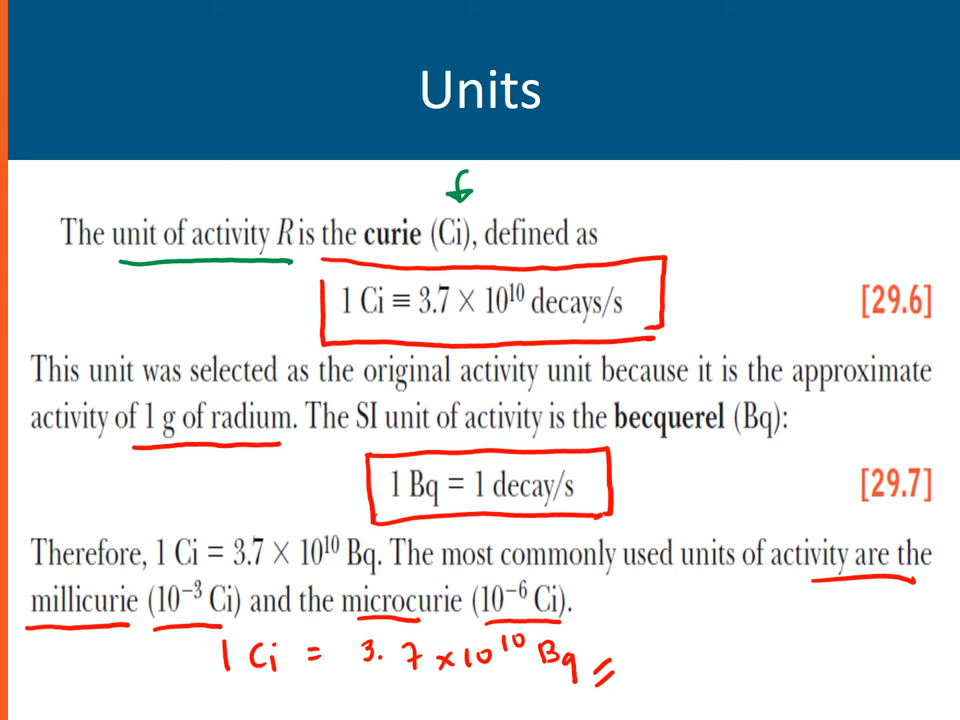 Units
The unit of activity R is the curie (Ci), defined as
1 Ci ≡ 3.7 × 10¹⁰ decays/s [29.6]
This unit was selected as the original activity unit because it is the approximate
activity of 1 g of radium. The SI unit of activity is the becquerel (Bq):
1 Bq = 1 decay/s [29.7]
Therefore, 1 Ci = 3.7 × 10¹⁰ Bq. The most commonly used units of activity are the
millicurie (10⁻³ Ci) and the microcurie (10⁻⁶ Ci).
1 Ci = 3.7 × 10¹⁰ Bq